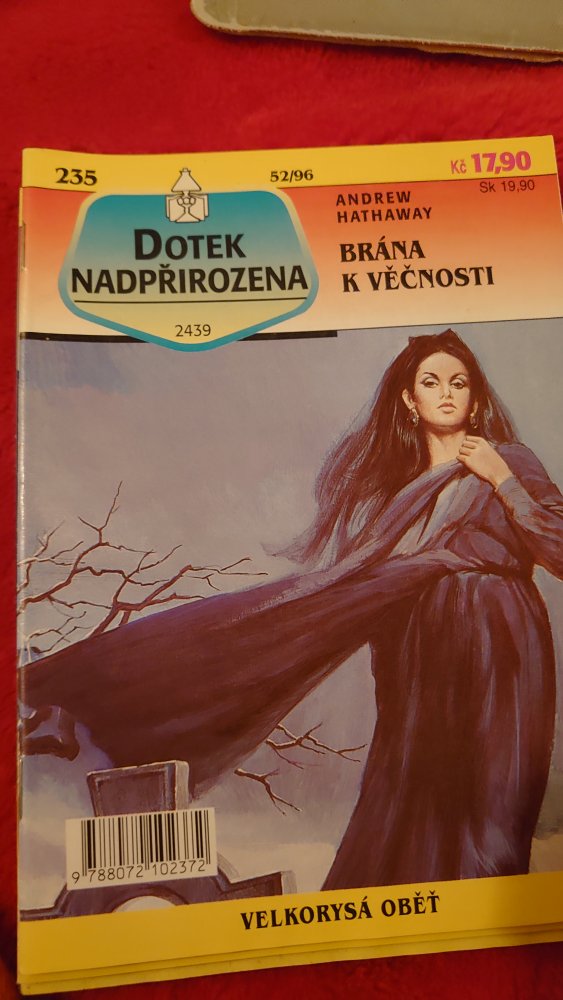 235
52/96
Kč 17,90
Sk 19,90
DOTEK
NADPŘIROZENA
2439
ANDREW
HATHAWAY
BRÁNA
K VĚČNOSTI
9 788072 102372
VELKORYSÁ OBĚŤ